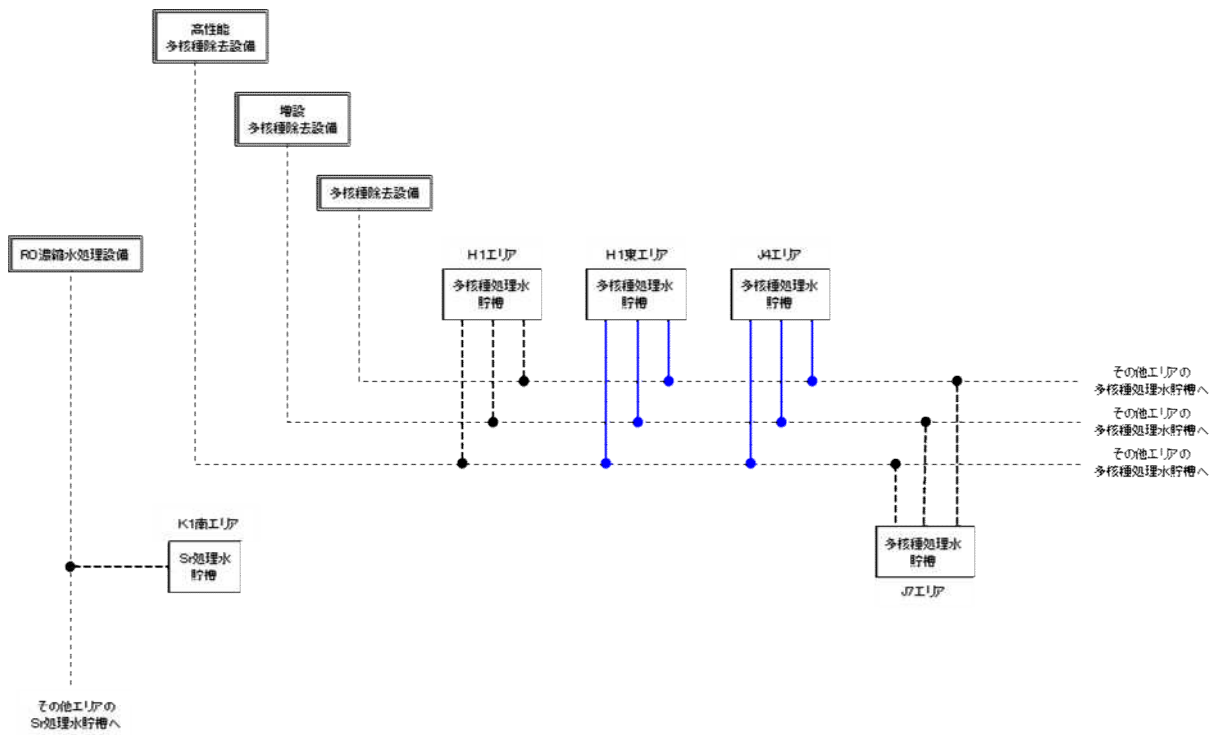 高性能
多核種除去設備
増設
多核種除去設備
多核種除去設備
RO濃縮水処理設備
H1エリア
多核種処理水
貯槽
H1東エリア
多核種処理水
貯槽
J4エリア
多核種処理水
貯槽
その他エリアの
多核種処理水貯槽へ
その他エリアの
多核種処理水貯槽へ
その他エリアの
多核種処理水貯槽へ
K1南エリア
Sr処理水
貯槽
多核種処理水
貯槽
J7エリア
その他エリアの
Sr処理水貯槽へ